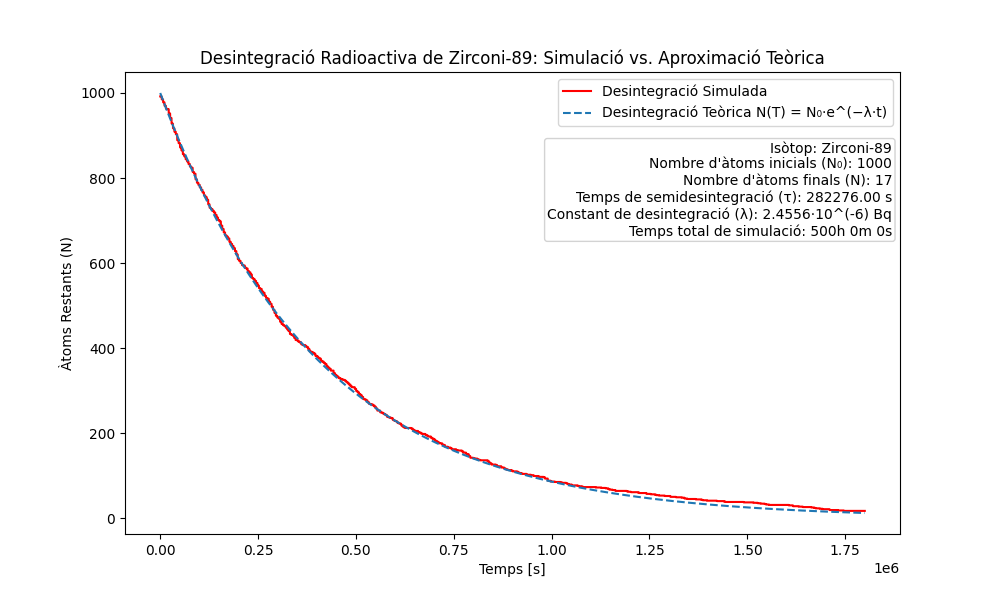 Desintegració Radioactiva de Zirconi-89: Simulació vs. Aproximació Teòrica
Desintegració Simulada
Desintegració Teòrica N(T) = N₀·e^(−λ·t)
Isòtop: Zirconi-89
Nombre d'àtoms inicials (N₀): 1000
Nombre d'àtoms finals (N): 17
Temps de semidesintegració (τ): 282276.00 s
Constant de desintegració (λ): 2.4556·10^(-6) Bq
Temps total de simulació: 500h 0m 0s
Àtoms Restants (N)
1000
800
600
400
200
0
0.00 0.25 0.50 0.75 1.00 1.25 1.50 1.75
1e6
Temps [s]